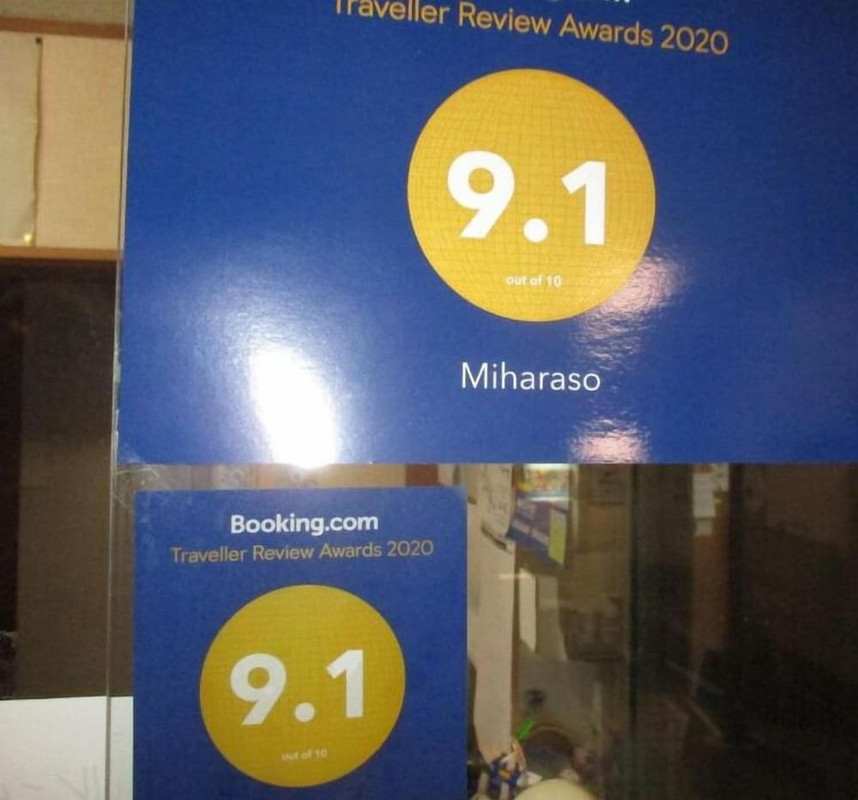 Traveller Review Awards 2020
9.1
out of 10
Miharaso
Booking.com
Traveller Review Awards 2020
9.1
out of 10